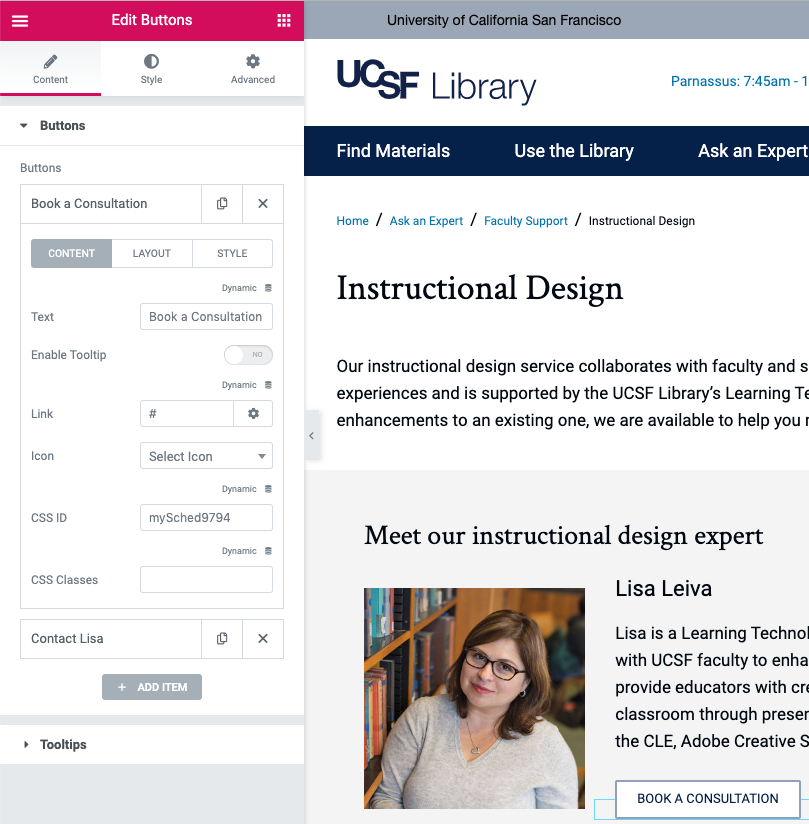 Edit Buttons
Content
Style
Advanced
Buttons
Buttons
Book a Consultation
CONTENT
LAYOUT
STYLE
Dynamic
Text
Book a Consultation
Enable Tooltip
NO
Dynamic
Link
#
Icon
Select Icon
Dynamic
CSS ID
mySched9794
Dynamic
CSS Classes
Contact Lisa
+ ADD ITEM
Tooltips
University of California San Francisco
UCSF Library
Parnassus: 7:45am - 1
Find Materials
Use the Library
Ask an Expert
Home / Ask an Expert / Faculty Support / Instructional Design
Instructional Design
Our instructional design service collaborates with faculty and s
experiences and is supported by the UCSF Library's Learning Te
enhancements to an existing one, we are available to help you
Meet our instructional design expert
Lisa Leiva
Lisa is a Learning Technol
with UCSF faculty to enha
provide educators with cre
classroom through presen
the CLE, Adobe Creative S
BOOK A CONSULTATION